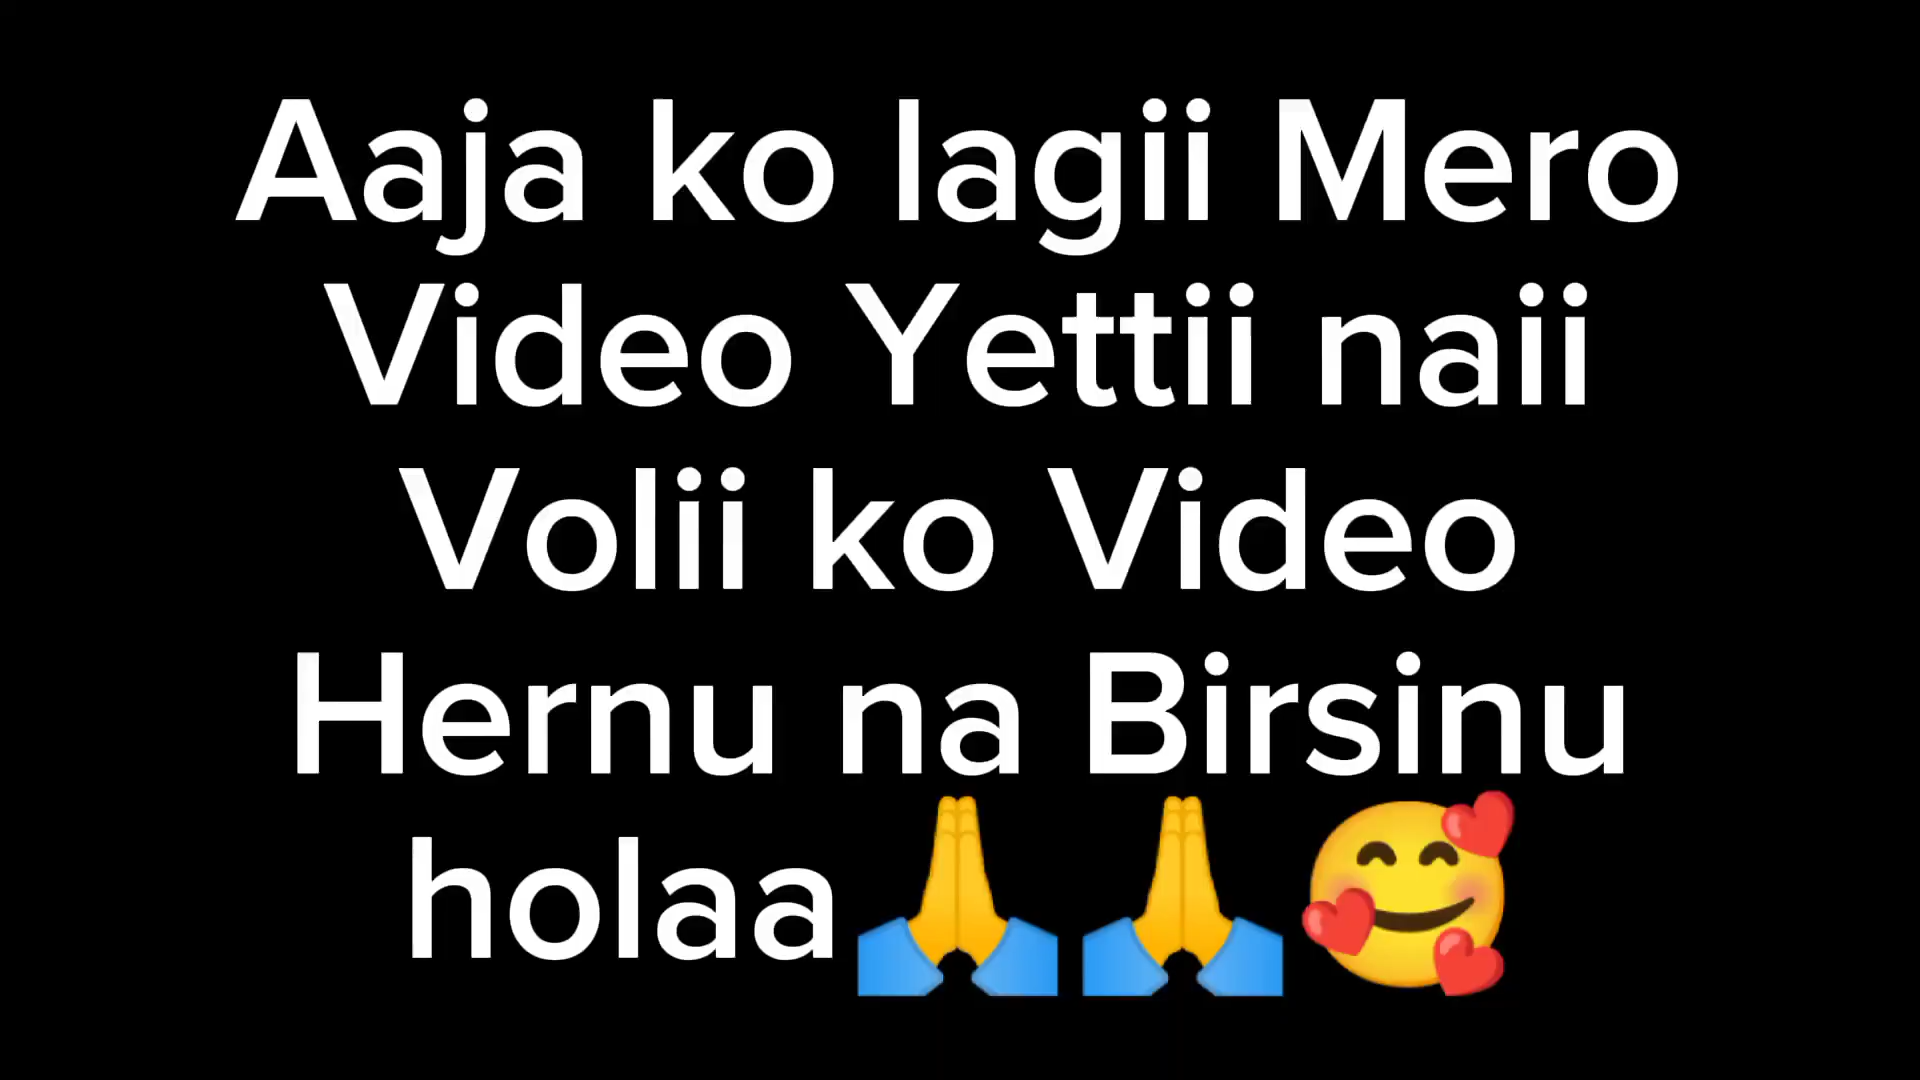 Aaja ko lagii Mero
Video Yettii naii
Volii ko Video
Hernu na Birsinu
holaa🙏🙏🥰